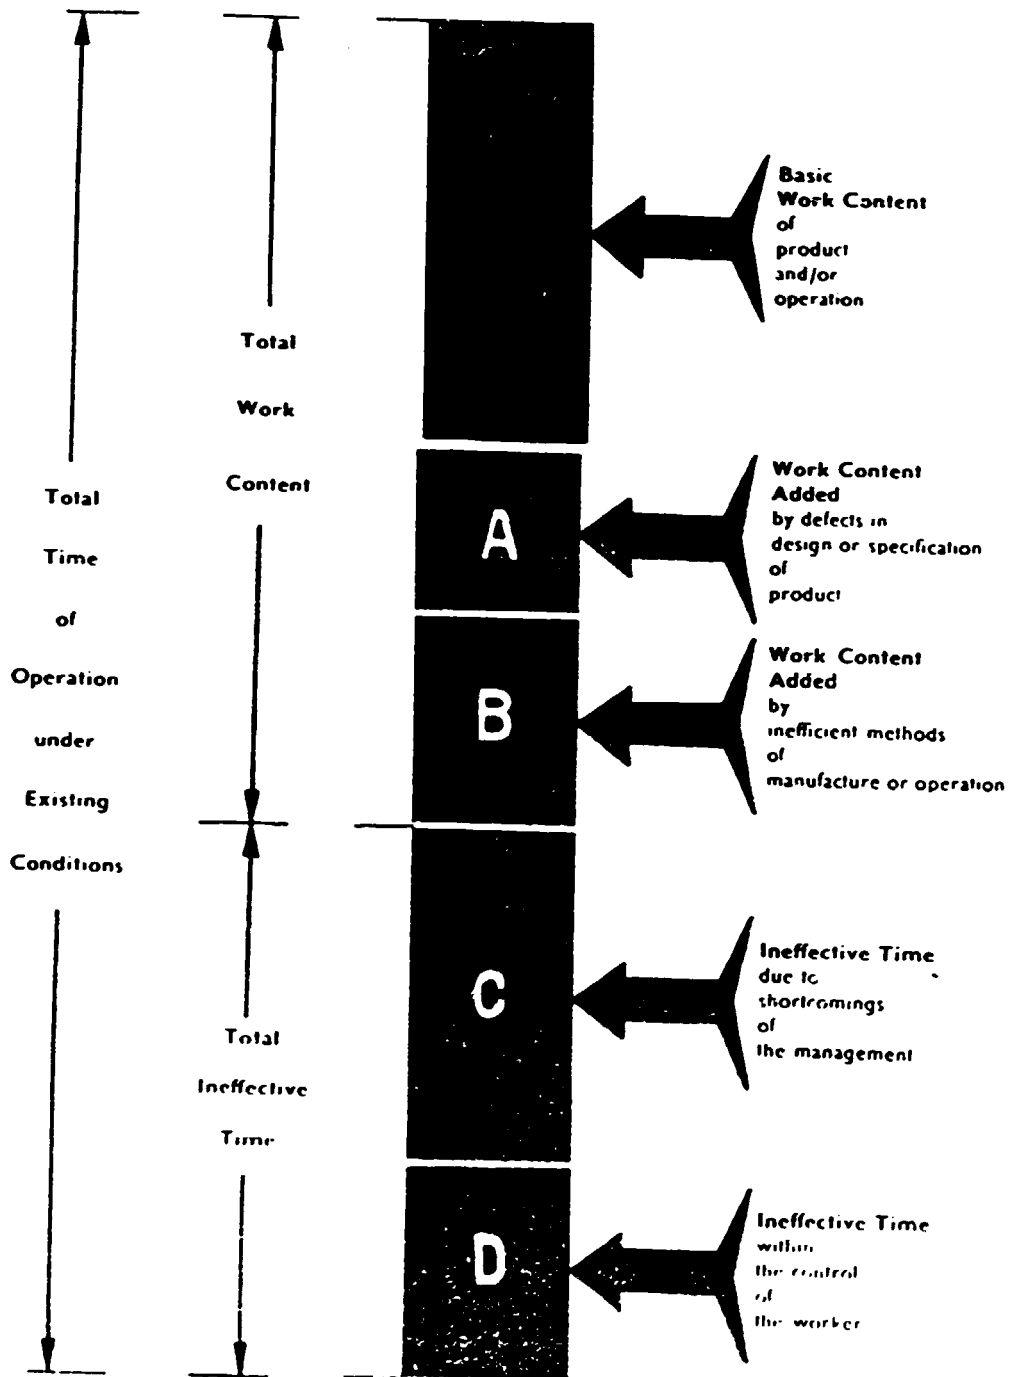 Total
Time
of
Operation
under
Existing
Conditions
Total
Work
Content
Total
Ineffective
Time
A
B
C
D
Basic
Work Content
of
product
and/or
operation
Work Content
Added
by defects in
design or specification
of
product
Work Content
Added
by
inefficient methods
of
manufacture or operation
Ineffective Time
due to
shortcomings
of
the management
Ineffective Time
within
the control
of
the worker